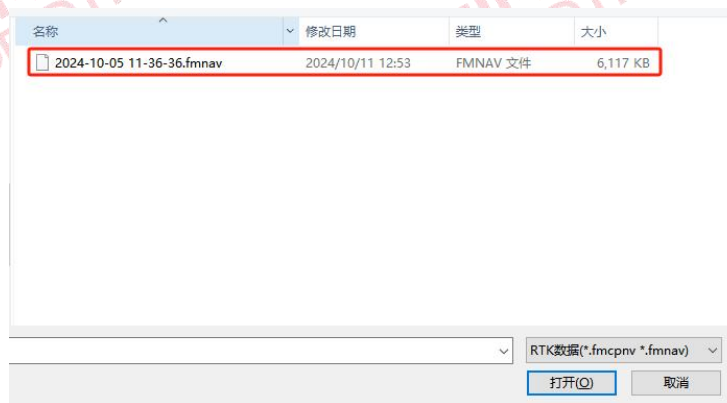 名称 修改日期 类型 大小
2024-10-05 11-36-36.fmnav 2024/10/11 12:53 FMNAV 文件 6,117 KB
RTK数据(*.fmcpnv *.fmnav)
打开(O) 取消